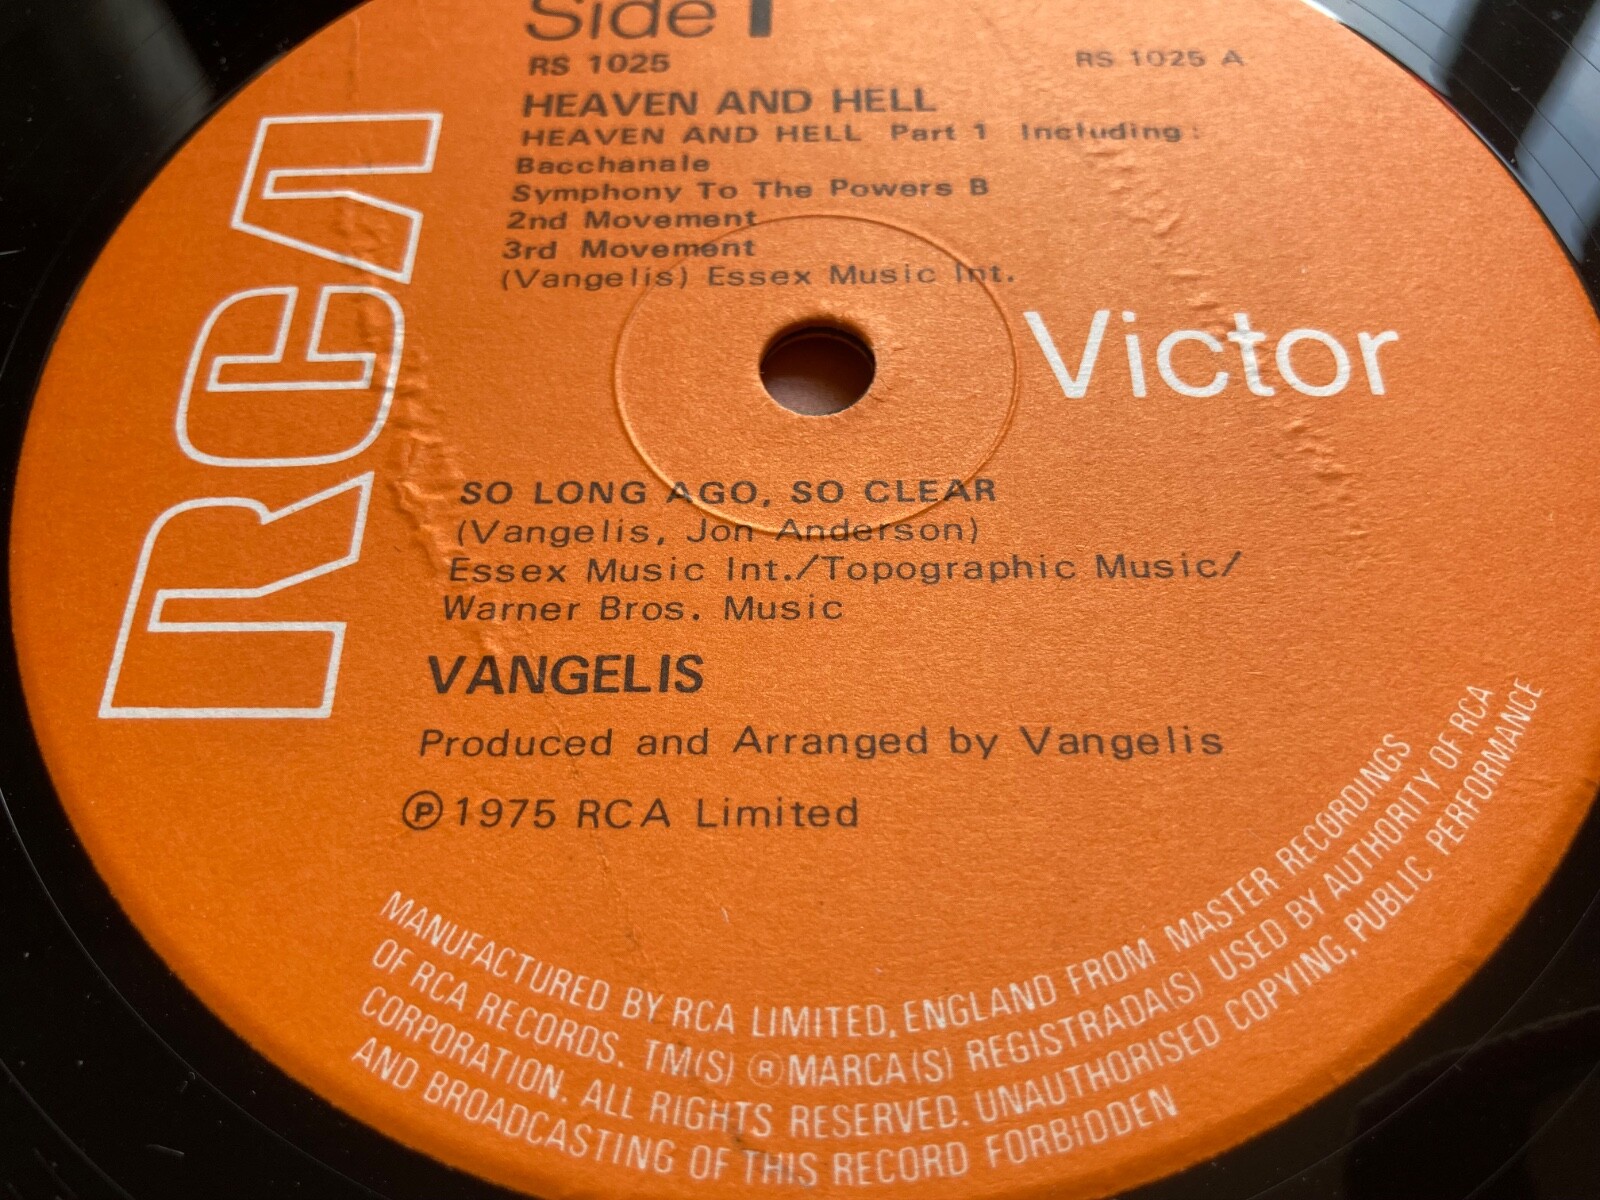 Side 1
RS 1025
RS 1025 A
HEAVEN AND HELL
HEAVEN AND HELL Part 1 Including:
Bacchanale
Symphony To The Powers B
2nd Movement
3rd Movement
(Vangelis) Essex Music Int.
RCA
Victor
SO LONG AGO, SO CLEAR
(Vangelis, Jon Anderson)
Essex Music Int./Topographic Music/
Warner Bros. Music
VANGELIS
Produced and Arranged by Vangelis
℗ 1975 RCA Limited
MANUFACTURED BY RCA LIMITED, ENGLAND FROM MASTER RECORDINGS
OF RCA RECORDS. TM(S) ® MARCA(S) REGISTRADA(S) USED BY AUTHORITY OF RCA
CORPORATION. ALL RIGHTS RESERVED. UNAUTHORISED COPYING, PUBLIC PERFORMANCE
AND BROADCASTING OF THIS RECORD FORBIDDEN